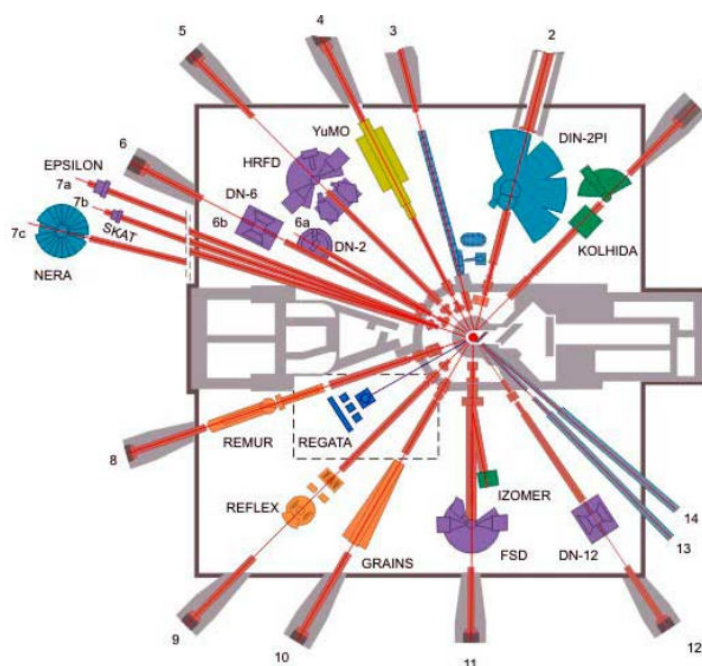 5
4
3
2
YuMO
DIN-2PI
6
HRFD
EPSILON
7a
DN-6
7b
6b
6a
DN-2
SKAT
7c
NERA
KOLHIDA
REMUR
REGATA
8
REFLEX
IZOMER
14
13
GRAINS
FSD
DN-12
9
10
11
12